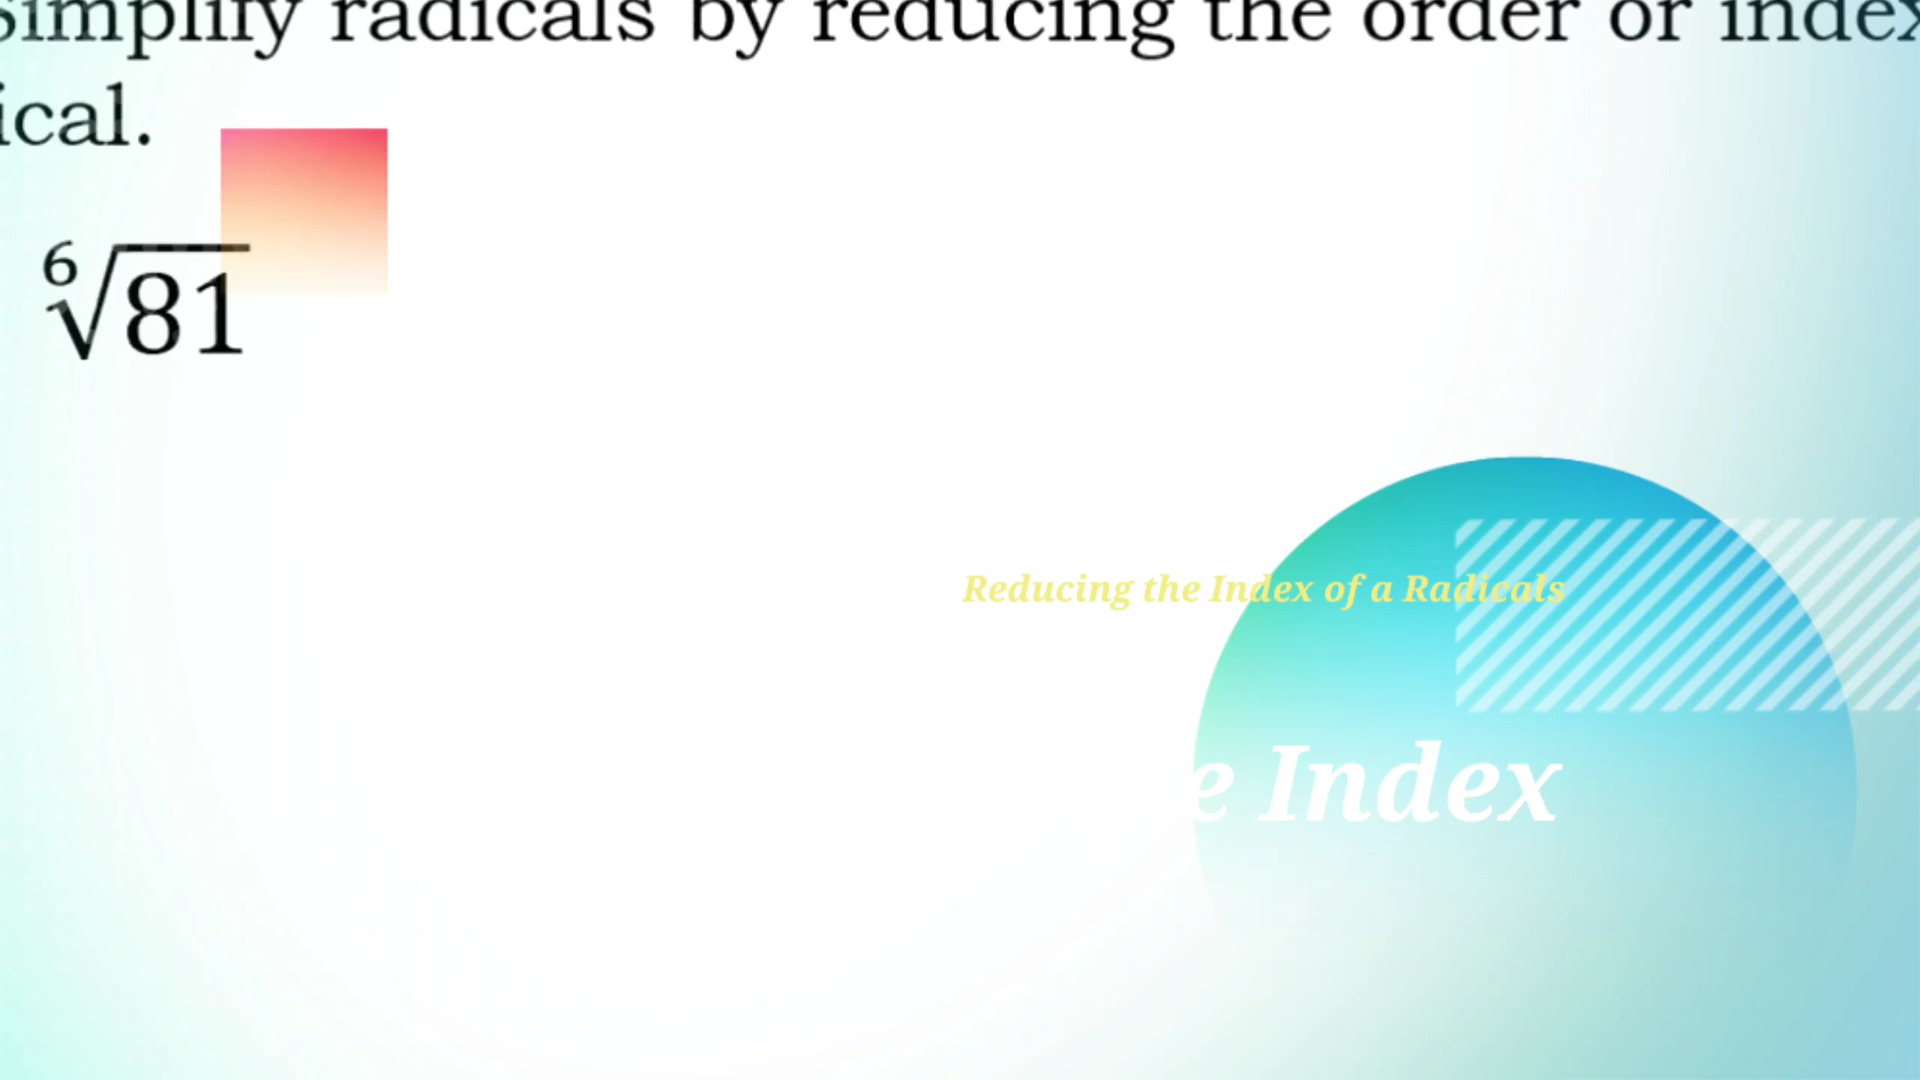 Simplify radicals by reducing the order or index
ical.
⁶√81
Reducing the Index of a Radicals
e Index